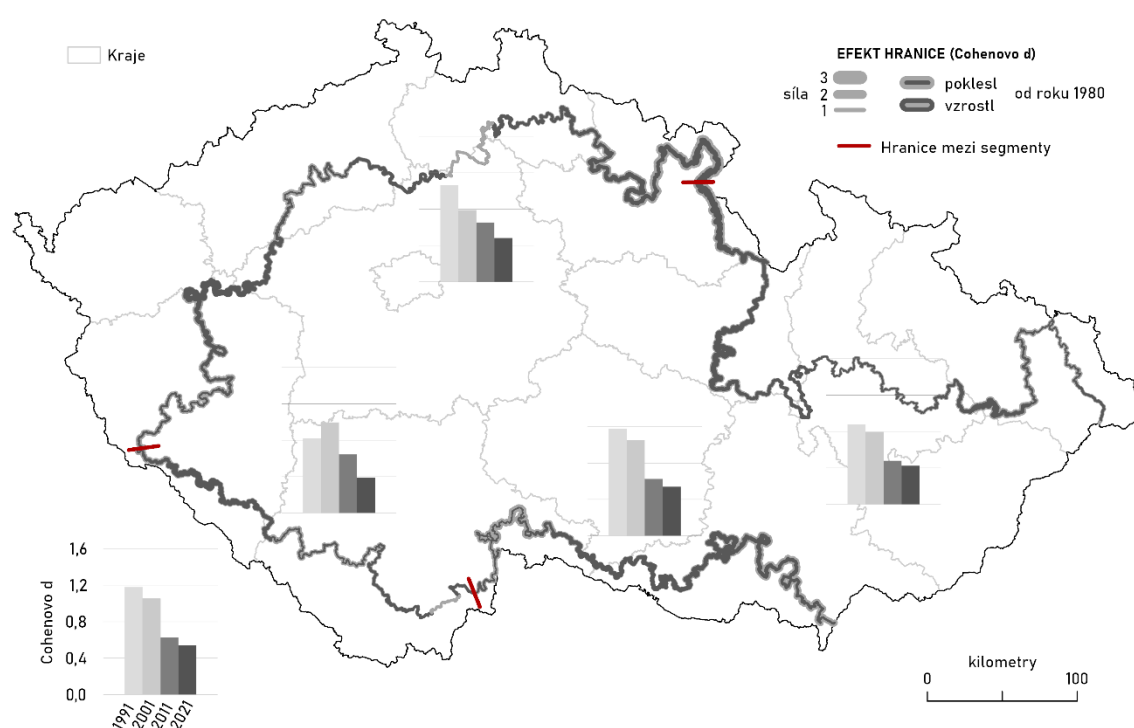 Kraje
EFEKT HRANICE (Cohenovo d)
síla
3
2
1
poklesl
vzrostl
od roku 1980
Hranice mezi segmenty
Cohenovo d
1,6
1,2
0,8
0,4
0,0
1991
2001
2011
2021
kilometry
0 100